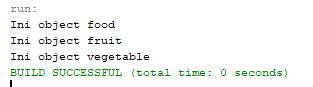 run:
Ini object food
Ini object fruit
Ini object vegetable
BUILD SUCCESSFUL (total time: 0 seconds)